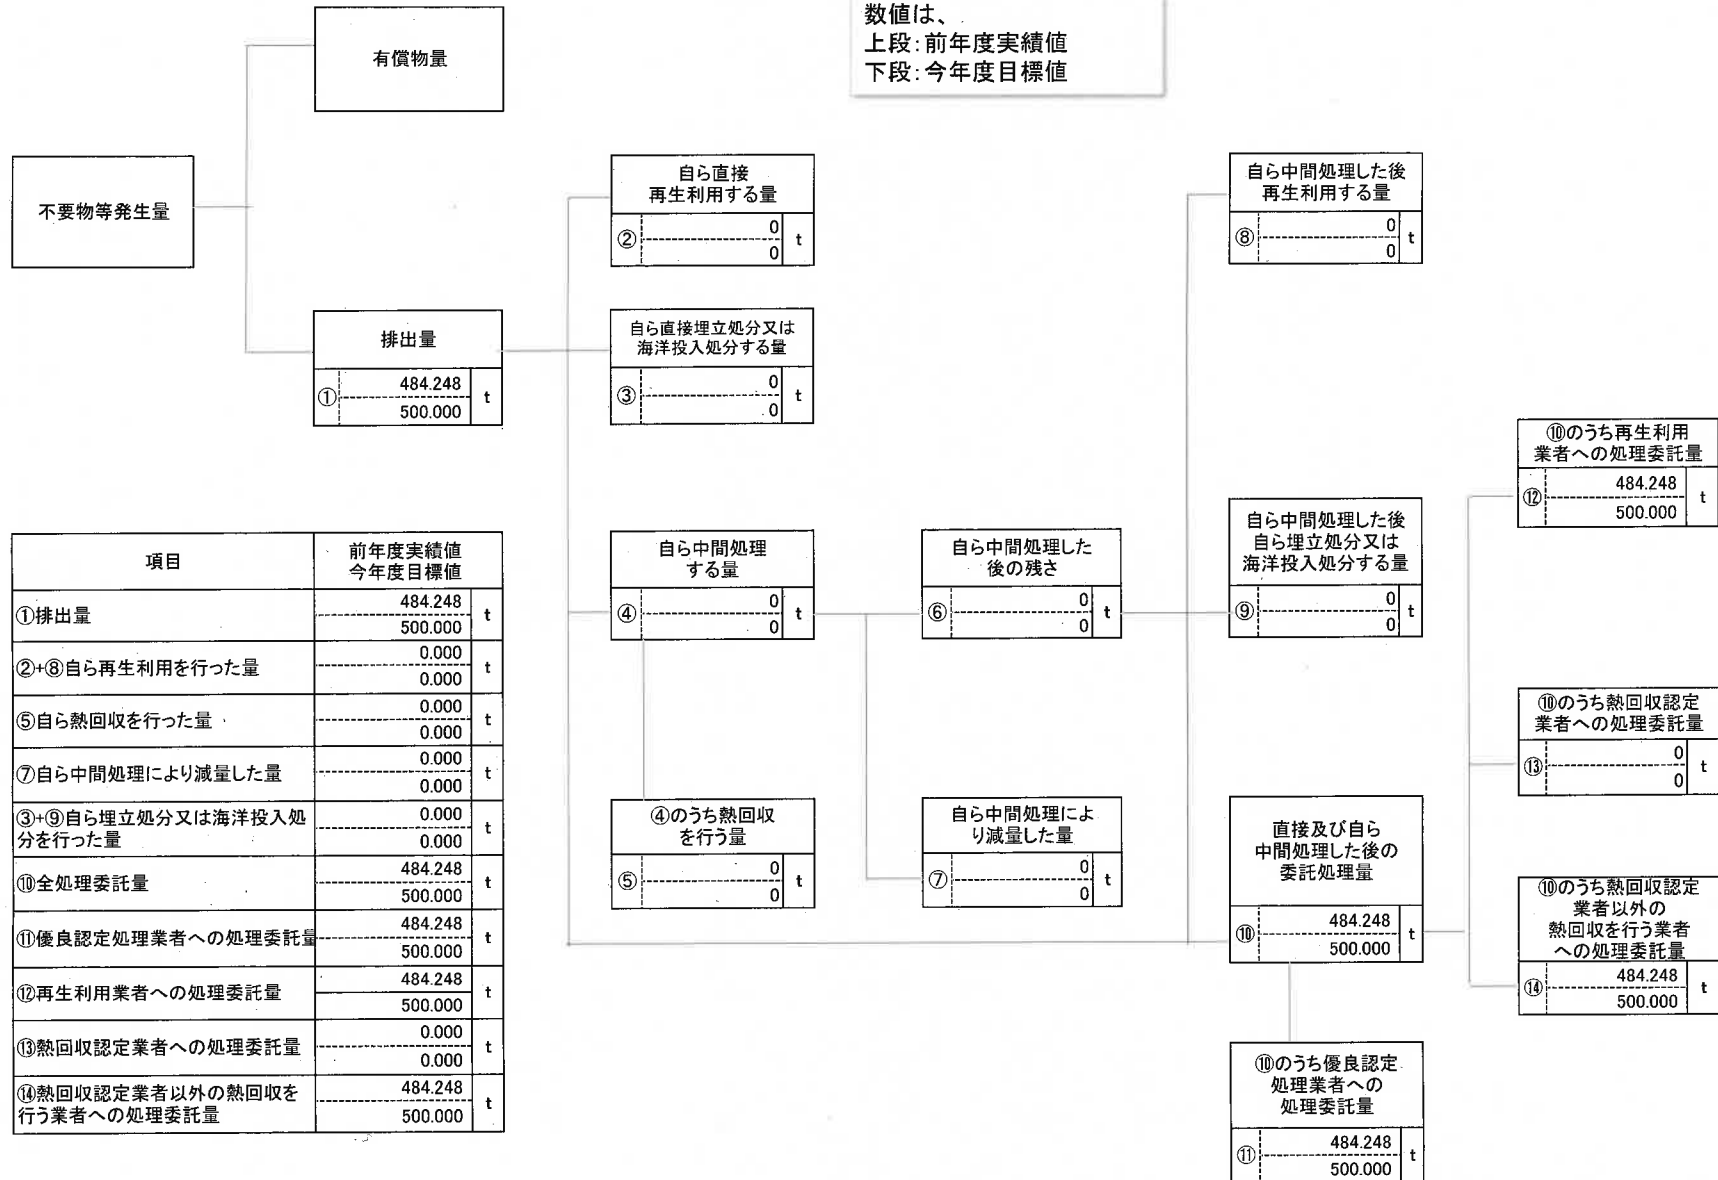 数値は、
上段：前年度実績値
下段：今年度目標値
有償物量
不要物等発生量
排出量
① 484.248 t
500.000
自ら直接
再生利用する量
② 0 t
0
自ら直接埋立処分又は
海洋投入処分する量
③ 0 t
0
自ら中間処理
する量
④ 0 t
0
④のうち熱回収
を行う量
⑤ 0 t
0
自ら中間処理した
後の残さ
⑥ 0 t
0
自ら中間処理によ
り減量した量
⑦ 0 t
0
自ら中間処理した後
再生利用する量
⑧ 0 t
0
自ら中間処理した後
自ら埋立処分又は
海洋投入処分する量
⑨ 0 t
0
直接及び自ら
中間処理した後の
委託処理量
⑩ 484.248 t
500.000
⑩のうち優良認定
処理業者への
処理委託量
⑪ 484.248 t
500.000
⑩のうち再生利用
業者への処理委託量
⑫ 484.248 t
500.000
⑩のうち熱回収認定
業者への処理委託量
⑬ 0 t
0
⑩のうち熱回収認定
業者以外の
熱回収を行う業者
への処理委託量
⑭ 484.248 t
500.000
項目 前年度実績値
今年度目標値
①排出量 484.248 t
500.000
②+⑧自ら再生利用を行った量 0.000 t
0.000
⑤自ら熱回収を行った量 0.000 t
0.000
⑦自ら中間処理により減量した量 0.000 t
0.000
③+⑨自ら埋立処分又は海洋投入処 0.000 t
分を行った量 0.000
⑩全処理委託量 484.248 t
500.000
⑪優良認定処理業者への処理委託量 484.248 t
500.000
⑫再生利用業者への処理委託量 484.248 t
500.000
⑬熱回収認定業者への処理委託量 0.000 t
0.000
⑭熱回収認定業者以外の熱回収を 484.248 t
行う業者への処理委託量 500.000